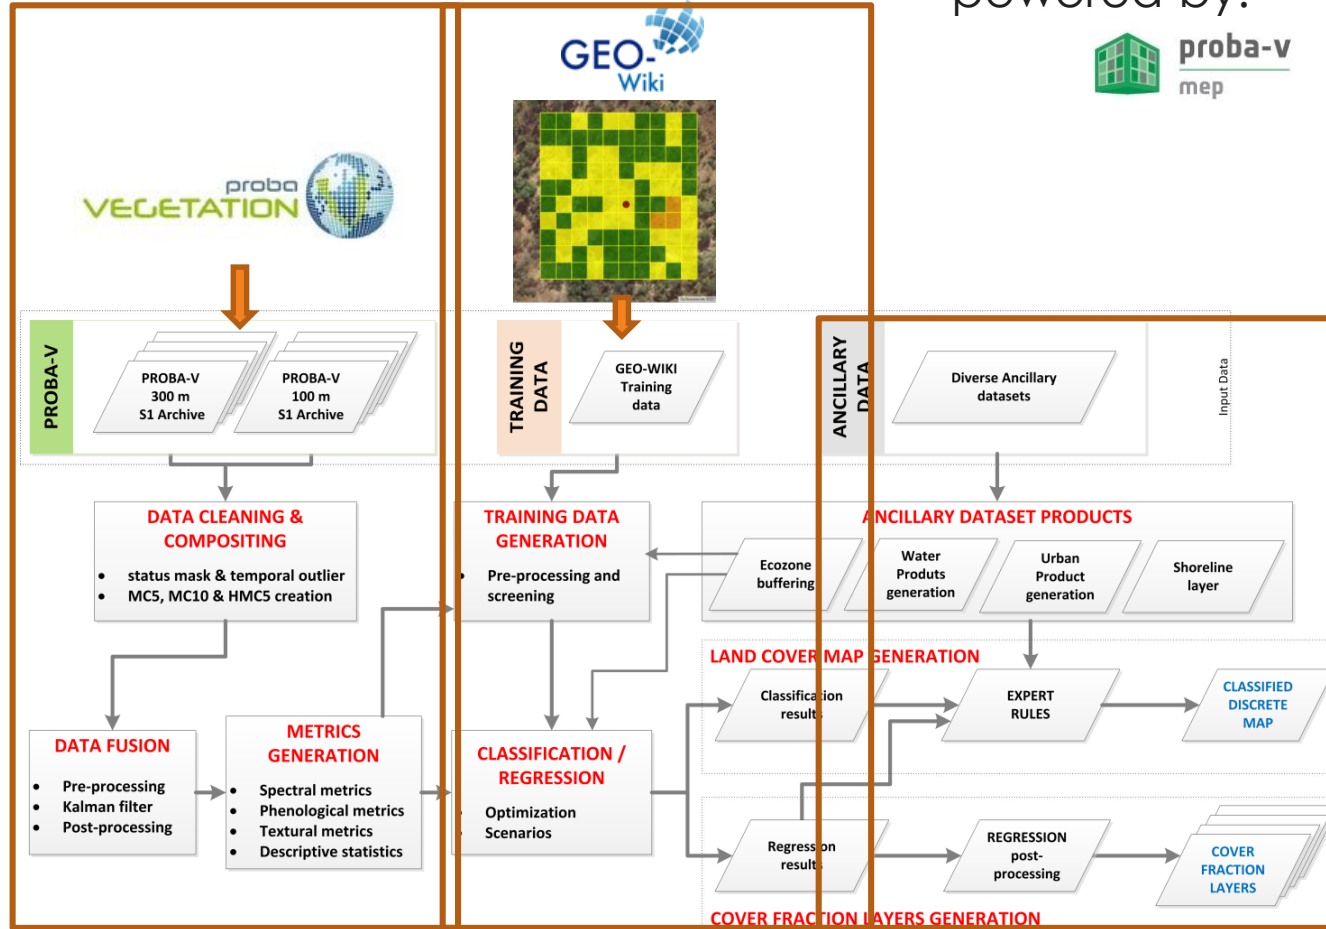 powered by:
proba-v
mep
GEO-
Wiki
proba
VEGETATION
PROBA-V
PROBA-V
300 m
S1 Archive
PROBA-V
100 m
S1 Archive
TRAINING
DATA
GEO-WIKI
Training
data
ANCILLARY
DATA
Diverse Ancillary
datasets
Input Data
DATA CLEANING &
COMPOSITING
• status mask & temporal outlier
• MC5, MC10 & HMC5 creation
TRAINING DATA
GENERATION
• Pre-processing and
screening
ANCILLARY DATASET PRODUCTS
Ecozone
buffering
Water
Produts
generation
Urban
Product
generation
Shoreline
layer
LAND COVER MAP GENERATION
Classification
results
EXPERT
RULES
CLASSIFIED
DISCRETE
MAP
DATA FUSION
• Pre-processing
• Kalman filter
• Post-processing
METRICS
GENERATION
• Spectral metrics
• Phenological metrics
• Textural metrics
• Descriptive statistics
CLASSIFICATION /
REGRESSION
• Optimization
• Scenarios
Regression
results
REGRESSION
post-
processing
COVER
FRACTION
LAYERS
COVER FRACTION LAYERS GENERATION